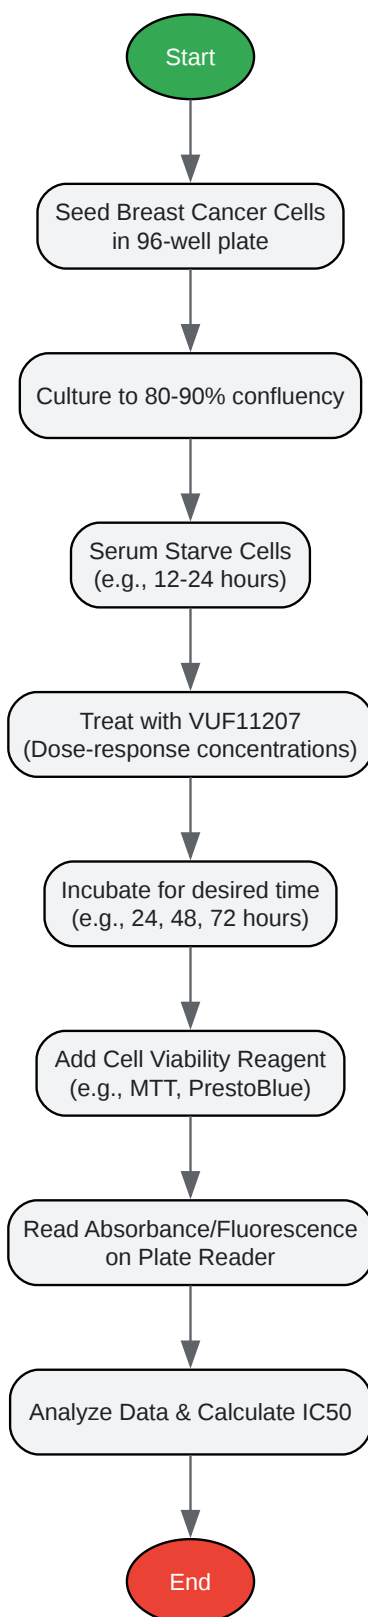 Start
Seed Breast Cancer Cells
in 96-well plate
Culture to 80-90% confluency
Serum Starve Cells
(e.g., 12-24 hours)
Treat with VUF11207
(Dose-response concentrations)
Incubate for desired time
(e.g., 24, 48, 72 hours)
Add Cell Viability Reagent
(e.g., MTT, PrestoBlue)
Read Absorbance/Fluorescence
on Plate Reader
Analyze Data & Calculate IC50
End